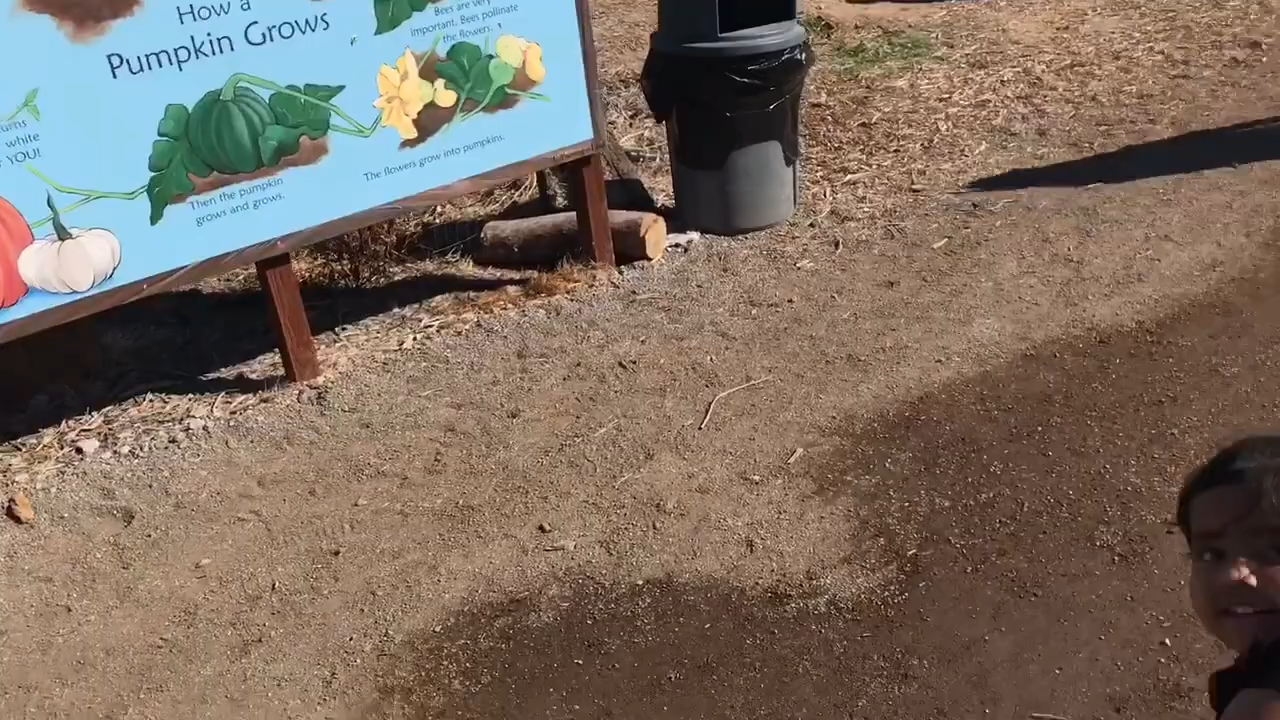 How a
Pumpkin Grows
Bees are very
important. Bees pollinate
the flowers.
The flowers grow into pumpkins.
Then the pumpkin
grows and grows.
white
YOU!